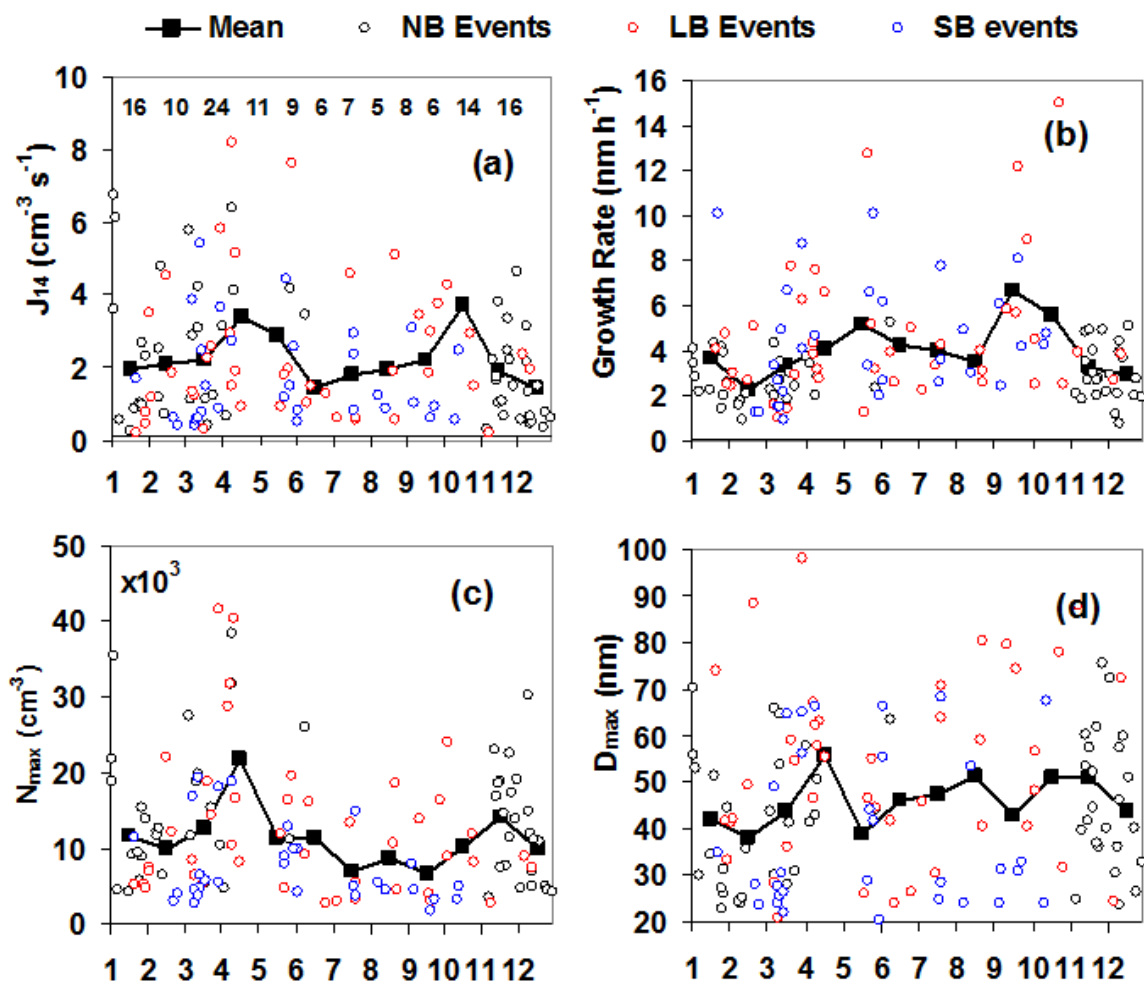 Mean NB Events LB Events SB events
10
8
6
4
2
0
J14 (cm-3 s-1)
16 10 24 11 9 6 7 5 8 6 14 16
(a)
1 2 3 4 5 6 7 8 9 10 11 12
16
14
12
10
8
6
4
2
0
Growth Rate (nm h-1)
(b)
1 2 3 4 5 6 7 8 9 10 11 12
50
40
30
20
10
0
Nmax (cm-3)
x103
(c)
1 2 3 4 5 6 7 8 9 10 11 12
100
90
80
70
60
50
40
30
20
Dmax (nm)
(d)
1 2 3 4 5 6 7 8 9 10 11 12